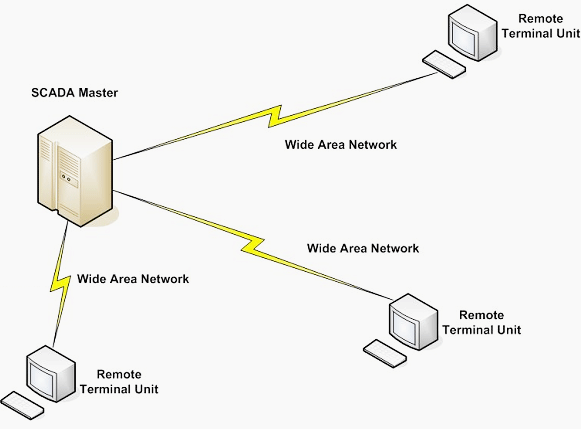 Remote
Terminal Unit
SCADA Master
Wide Area Network
Wide Area Network
Wide Area Network
Remote
Terminal Unit
Remote
Terminal Unit